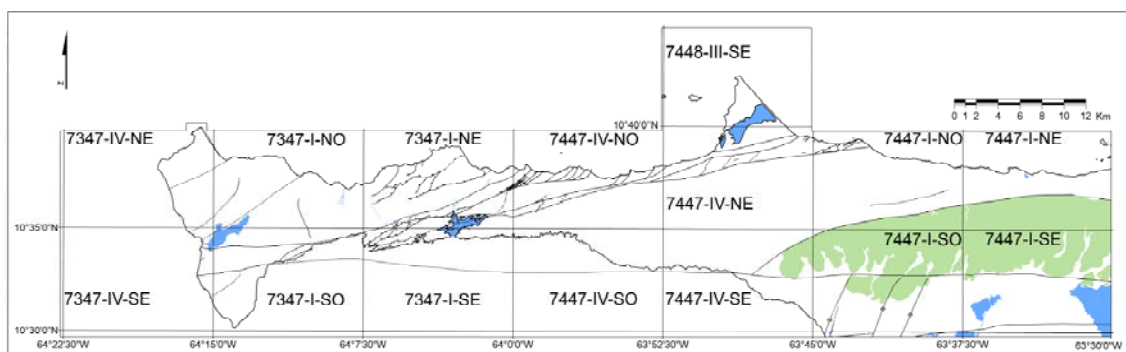 7448-III-SE
N
0 1 2 4 6 8 10 12
Km
10°40'0"N
7347-IV-NE 7347-I-NO 7347-I-NE 7447-IV-NO 7447-I-NO 7447-I-NE
7447-IV-NE
10°35'0"N
7447-I-SO 7447-I-SE
7347-IV-SE 7347-I-SO 7347-I-SE 7447-IV-SO 7447-IV-SE
10°30'0"N
64°22'30"W 64°15'0"W 64°7'30"W 64°0'0"W 63°52'30"W 63°45'0"W 63°37'30"W 63°30'0"W